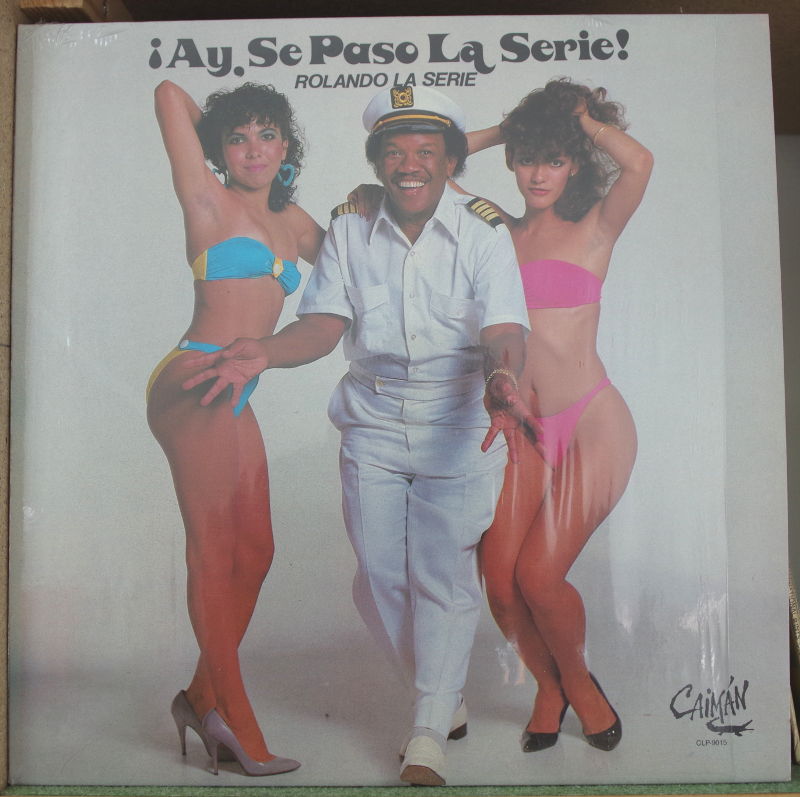 ¡Ay, Se Paso La Serie!
ROLANDO LA SERIE
CAIMÁN
CLP-9015